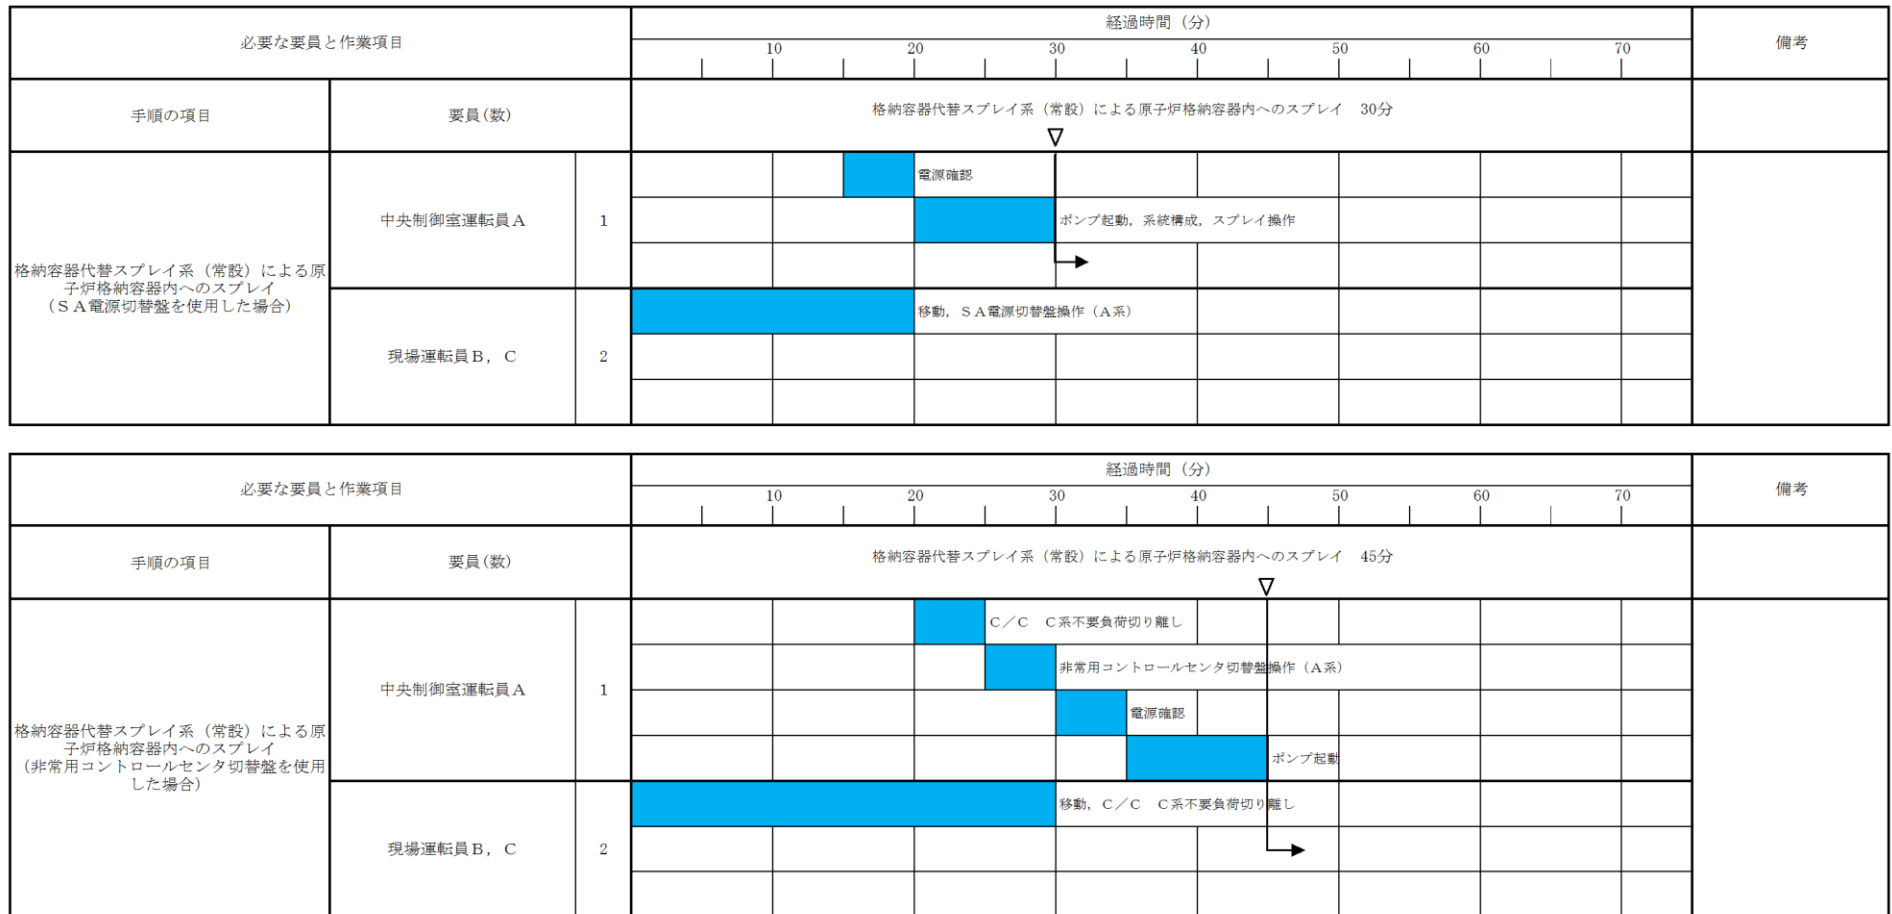 必要な要員と作業項目
経過時間（分）
備考
10 20 30 40 50 60 70
手順の項目
要員(数)
格納容器代替スプレイ系（常設）による原子炉格納容器内へのスプレイ　30分
格納容器代替スプレイ系（常設）による原
子炉格納容器内へのスプレイ
（ＳＡ電源切替盤を使用した場合）
中央制御室運転員Ａ
1
電源確認
ポンプ起動，系統構成，スプレイ操作
現場運転員Ｂ，Ｃ
2
移動，ＳＡ電源切替盤操作（Ａ系）
必要な要員と作業項目
経過時間（分）
備考
10 20 30 40 50 60 70
手順の項目
要員(数)
格納容器代替スプレイ系（常設）による原子炉格納容器内へのスプレイ　45分
格納容器代替スプレイ系（常設）による原
子炉格納容器内へのスプレイ
（非常用コントロールセンタ切替盤を使用
した場合）
中央制御室運転員Ａ
1
Ｃ／Ｃ　Ｃ系不要負荷切り離し
非常用コントロールセンタ切替盤操作（Ａ系）
電源確認
ポンプ起動
現場運転員Ｂ，Ｃ
2
移動，Ｃ／Ｃ　Ｃ系不要負荷切り離し